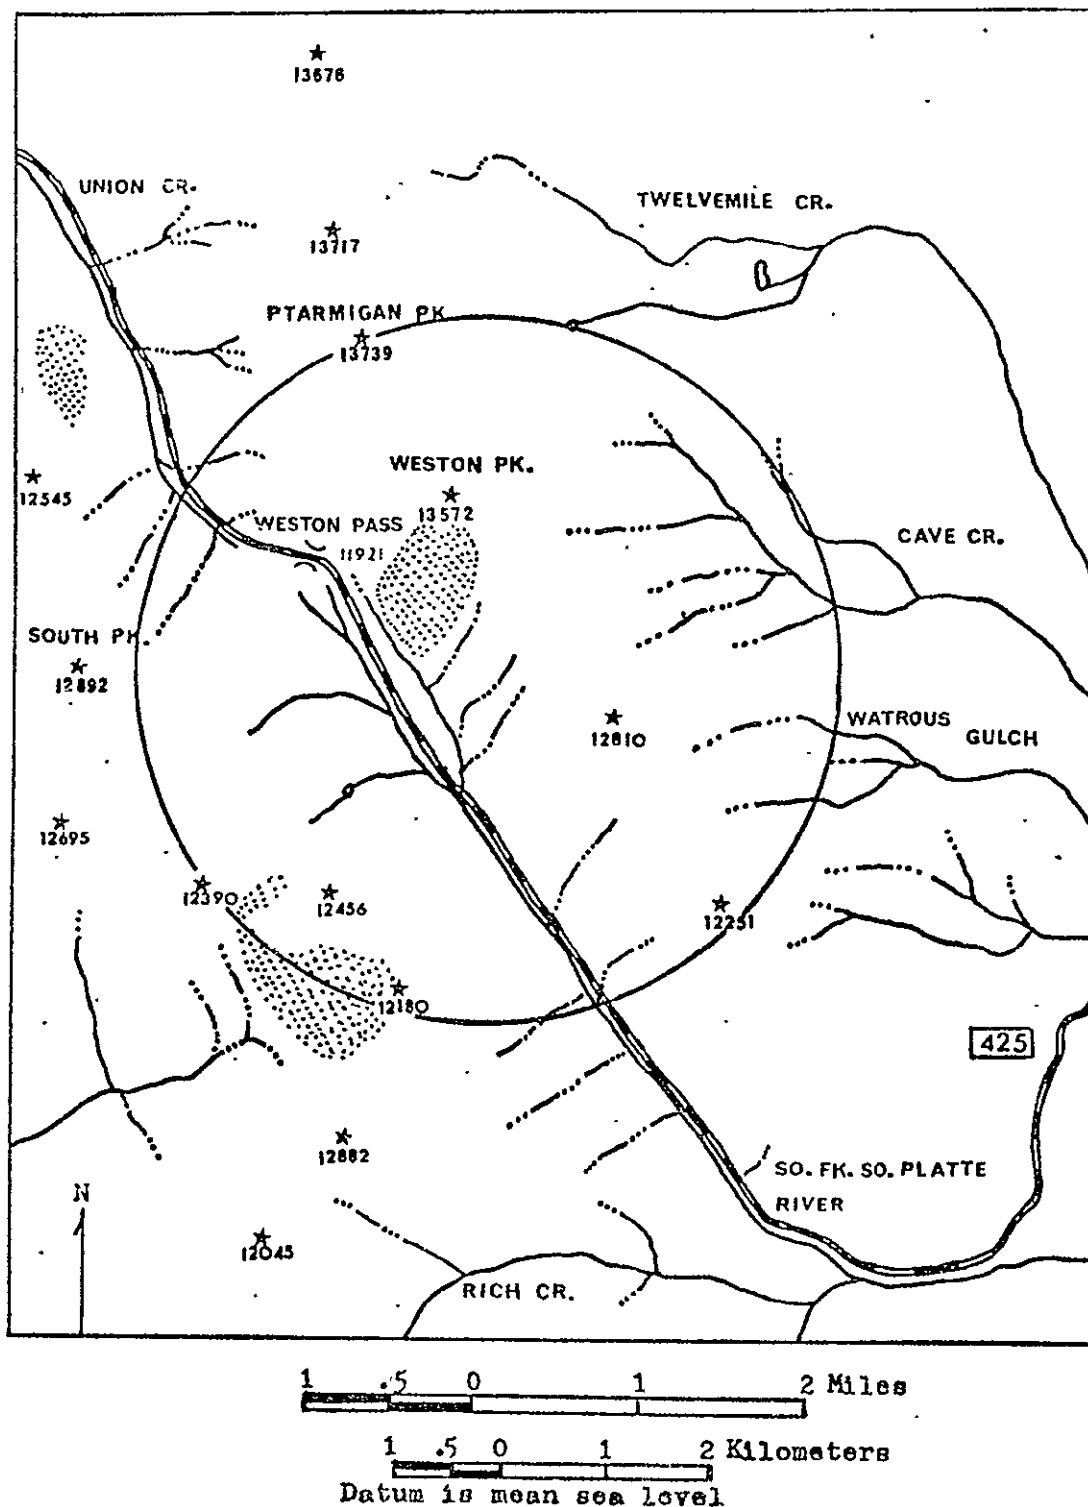 13678
UNION CR.
TWELVEMILE CR.
13717
PTARMIGAN PK
13739
WESTON PK.
12545
13572
WESTON PASS
11921
CAVE CR.
SOUTH PK.
12892
WATROUS
GULCH
12810
12695
12390
12456
12251
12180
425
12882
SO. FK. SO. PLATTE
RIVER
N
12045
RICH CR.
1 .5 0 1 2 Miles
1 .5 0 1 2 Kilometers
Datum is mean sea level